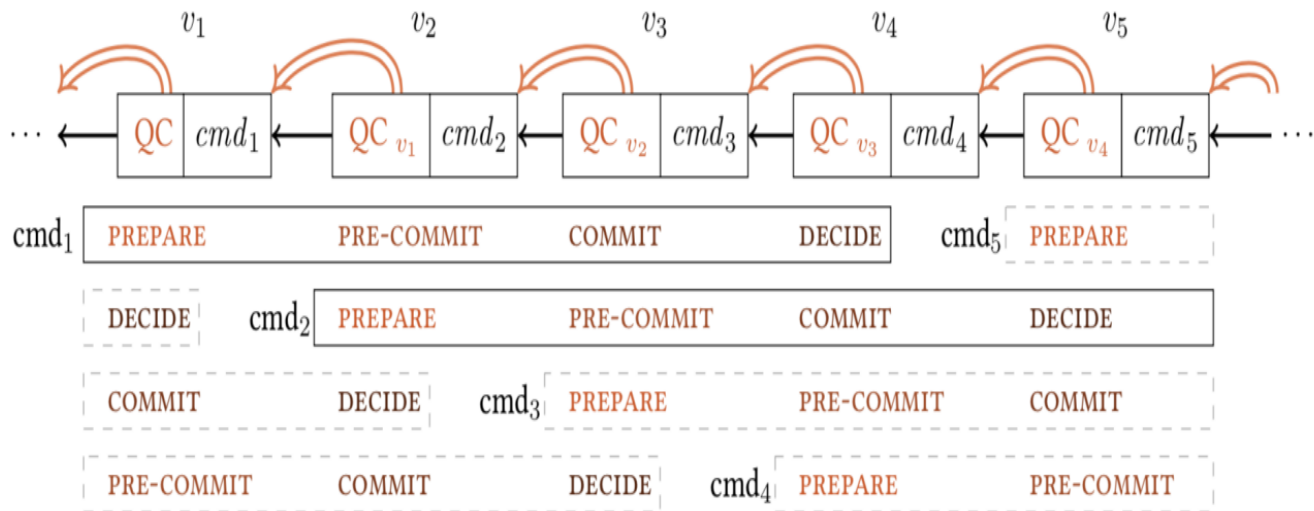 v₁ v₂ v₃ v₄ v₅
··· QC cmd₁ QC v₁ cmd₂ QC v₂ cmd₃ QC v₃ cmd₄ QC v₄ cmd₅ ···
cmd₁ PREPARE PRE-COMMIT COMMIT DECIDE cmd₅ PREPARE
DECIDE cmd₂ PREPARE PRE-COMMIT COMMIT DECIDE
COMMIT DECIDE cmd₃ PREPARE PRE-COMMIT COMMIT
PRE-COMMIT COMMIT DECIDE cmd₄ PREPARE PRE-COMMIT